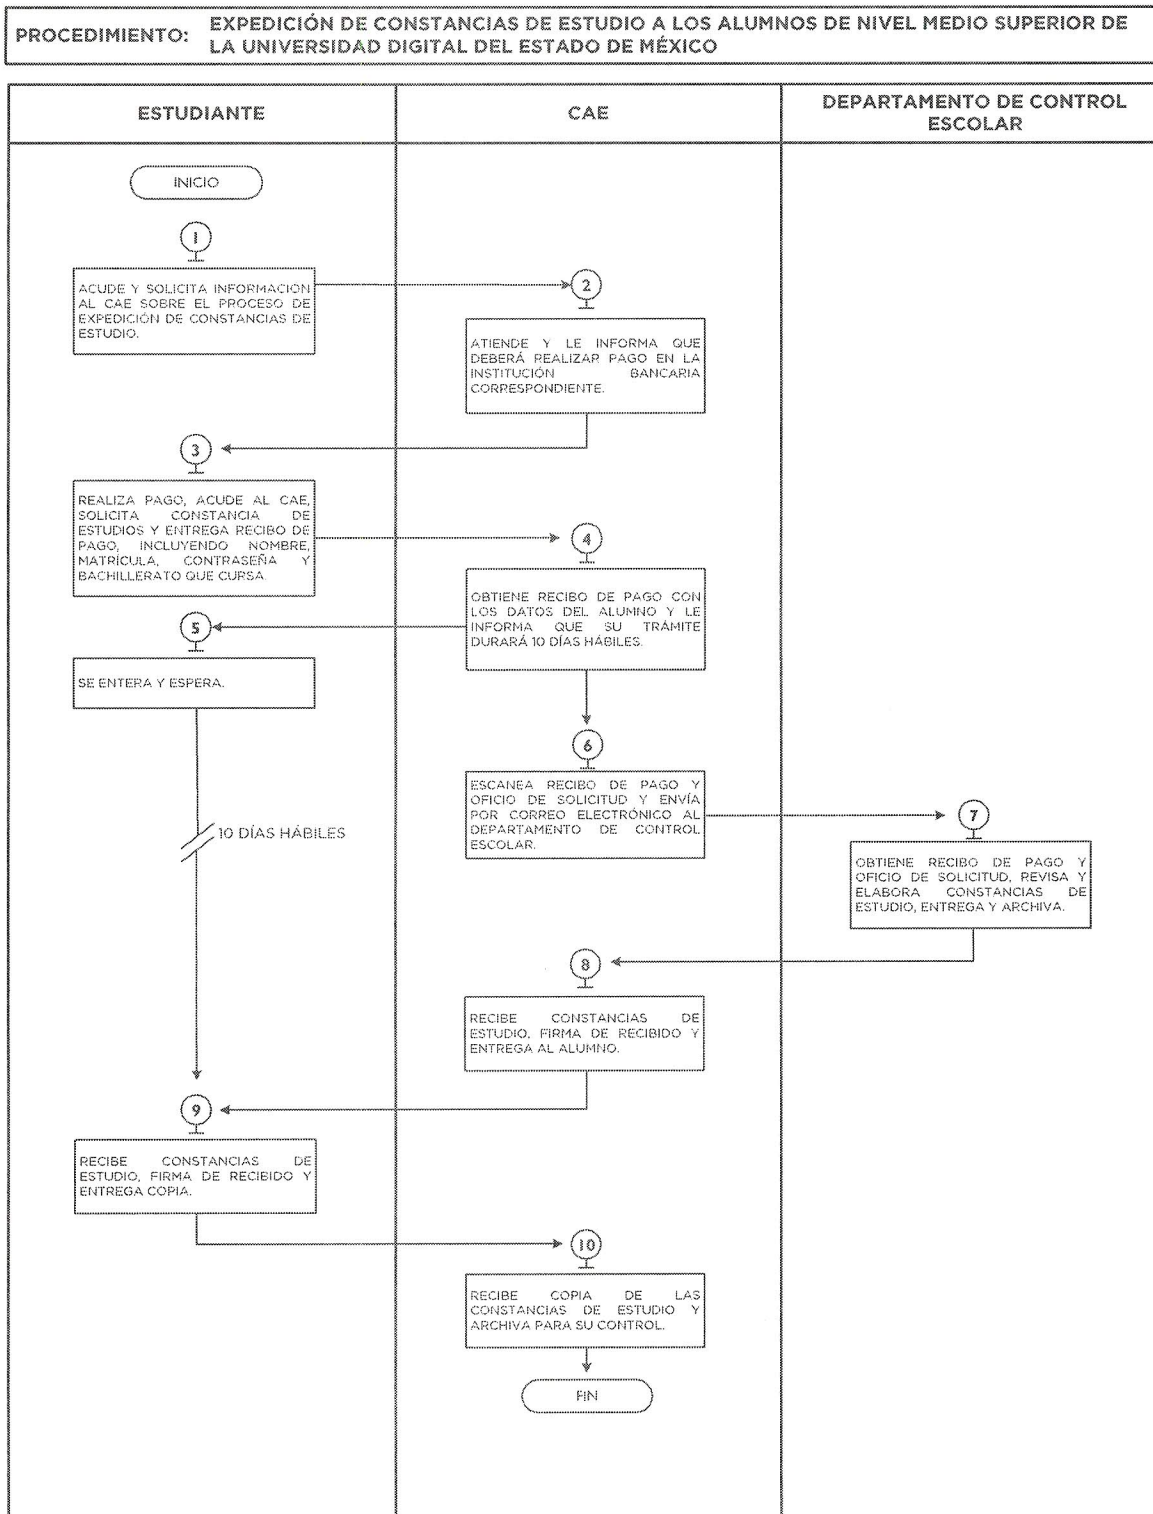 PROCEDIMIENTO: EXPEDICIÓN DE CONSTANCIAS DE ESTUDIO A LOS ALUMNOS DE NIVEL MEDIO SUPERIOR DE
LA UNIVERSIDAD DIGITAL DEL ESTADO DE MÉXICO
ESTUDIANTE
CAE
DEPARTAMENTO DE CONTROL
ESCOLAR
INICIO
1
ACUDE Y SOLICITA INFORMACIÓN
AL CAE SOBRE EL PROCESO DE
EXPEDICIÓN DE CONSTANCIAS DE
ESTUDIO.
2
ATIENDE Y LE INFORMA QUE
DEBERÁ REALIZAR PAGO EN LA
INSTITUCIÓN BANCARIA
CORRESPONDIENTE.
3
REALIZA PAGO, ACUDE AL CAE,
SOLICITA CONSTANCIA DE
ESTUDIOS Y ENTREGA RECIBO DE
PAGO, INCLUYENDO NOMBRE,
MATRÍCULA, CONTRASEÑA Y
BACHILLERATO QUE CURSA.
4
OBTIENE RECIBO DE PAGO CON
LOS DATOS DEL ALUMNO Y LE
INFORMA QUE SU TRÁMITE
DURARÁ 10 DÍAS HÁBILES.
5
SE ENTERA Y ESPERA.
10 DÍAS HÁBILES
6
ESCANEA RECIBO DE PAGO Y
OFICIO DE SOLICITUD Y ENVÍA
POR CORREO ELECTRÓNICO AL
DEPARTAMENTO DE CONTROL
ESCOLAR.
7
OBTIENE RECIBO DE PAGO Y
OFICIO DE SOLICITUD, REVISA Y
ELABORA CONSTANCIAS DE
ESTUDIO, ENTREGA Y ARCHIVA.
8
RECIBE CONSTANCIAS DE
ESTUDIO, FIRMA DE RECIBIDO Y
ENTREGA AL ALUMNO.
9
RECIBE CONSTANCIAS DE
ESTUDIO, FIRMA DE RECIBIDO Y
ENTREGA COPIA.
10
RECIBE COPIA DE LAS
CONSTANCIAS DE ESTUDIO Y
ARCHIVA PARA SU CONTROL.
FIN